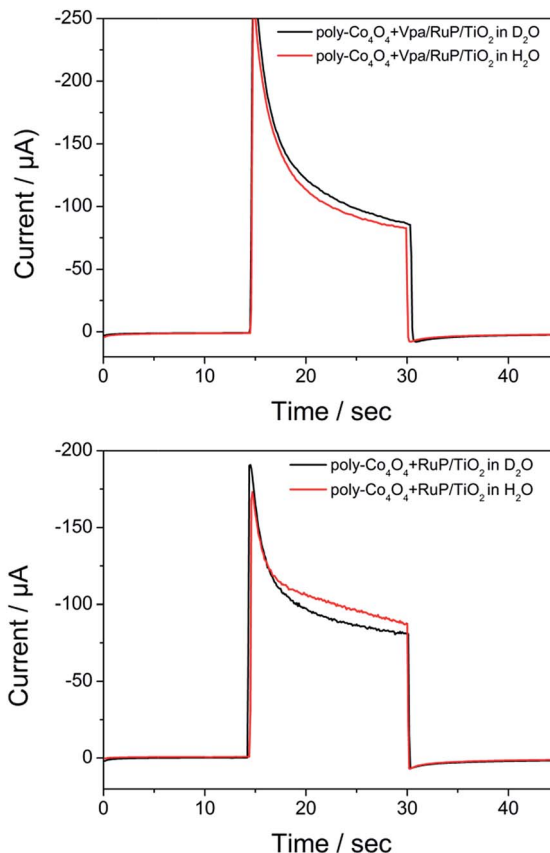 -250
-200
-150
-100
-50
0
Current / µA)
poly-Co₄O₄+Vpa/RuP/TiO₂ in D₂O
poly-Co₄O₄+Vpa/RuP/TiO₂ in H₂O
0 10 20 30 40
Time / sec
-200
-150
-100
-50
0
Current / µA
poly-Co₄O₄+RuP/TiO₂ in D₂O
poly-Co₄O₄+RuP/TiO₂ in H₂O
0 10 20 30 40
Time / sec